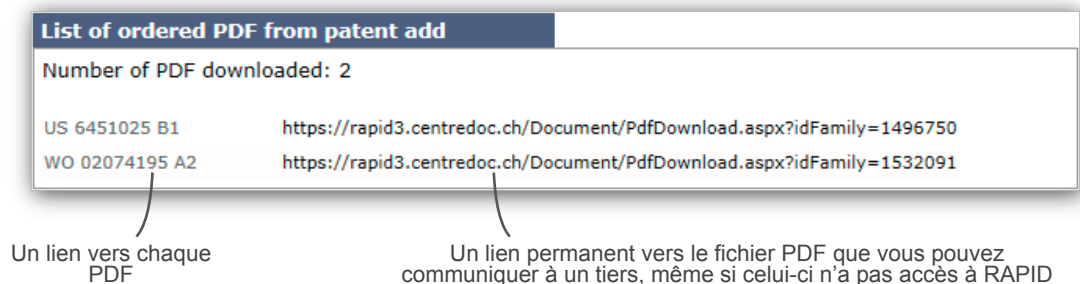 List of ordered PDF from patent add
Number of PDF downloaded: 2
US 6451025 B1 https://rapid3.centredoc.ch/Document/PdfDownload.aspx?idFamily=1496750
WO 02074195 A2 https://rapid3.centredoc.ch/Document/PdfDownload.aspx?idFamily=1532091
Un lien vers chaque
PDF
Un lien permanent vers le fichier PDF que vous pouvez
communiquer à un tiers, même si celui-ci n'a pas accès à RAPID